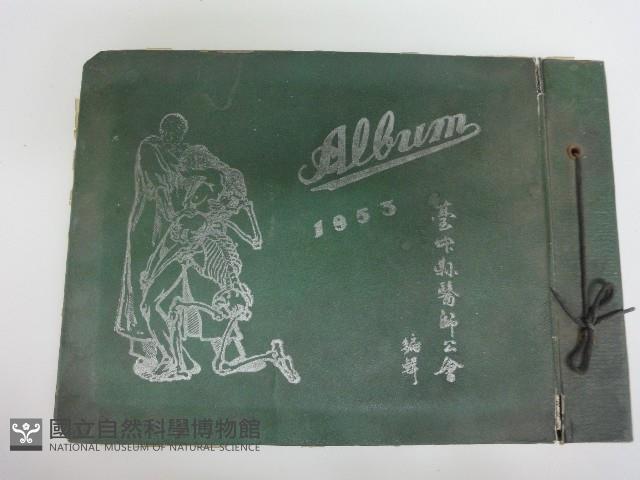 Album
1953
臺中縣醫師公會
編輯
國立自然科學博物館
NATIONAL MUSEUM OF NATURAL SCIENCE